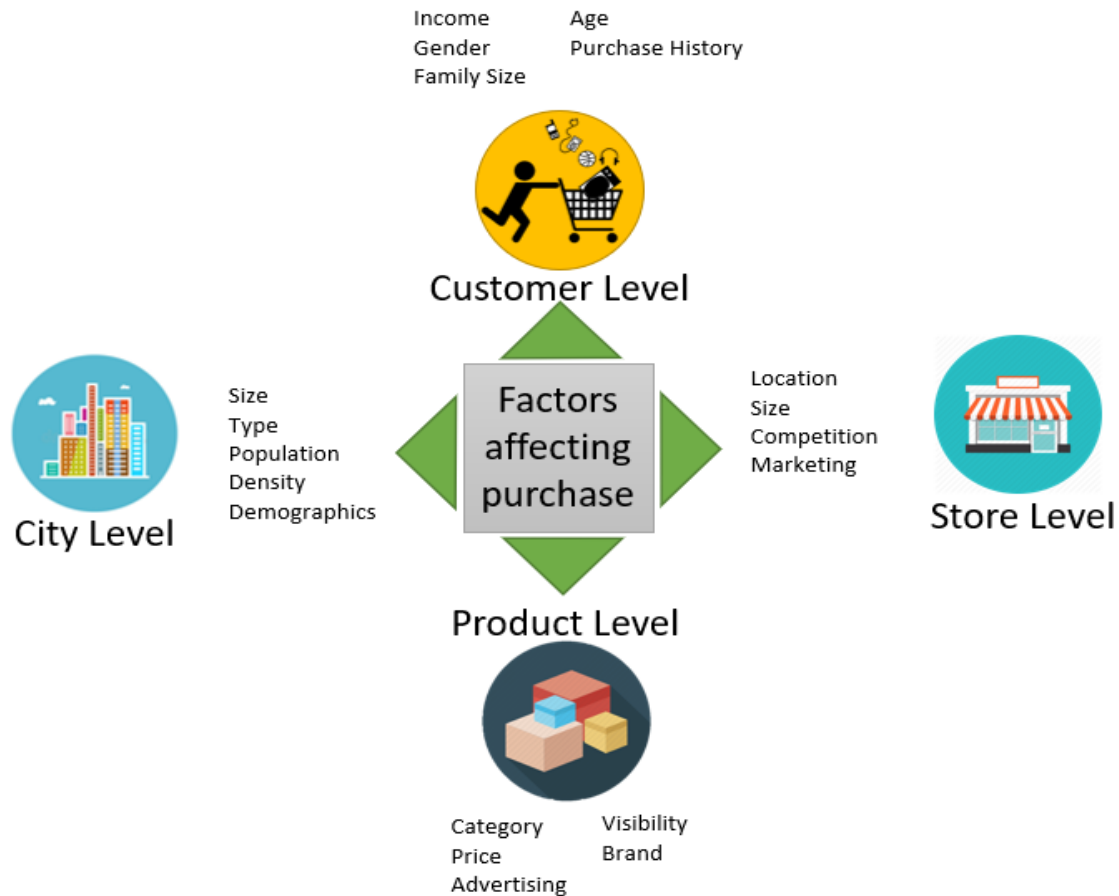 Income
Gender
Family Size
Age
Purchase History
Customer Level
Size
Type
Population
Density
Demographics
City Level
Factors
affecting
purchase
Location
Size
Competition
Marketing
Store Level
Product Level
Category
Price
Advertising
Visibility
Brand